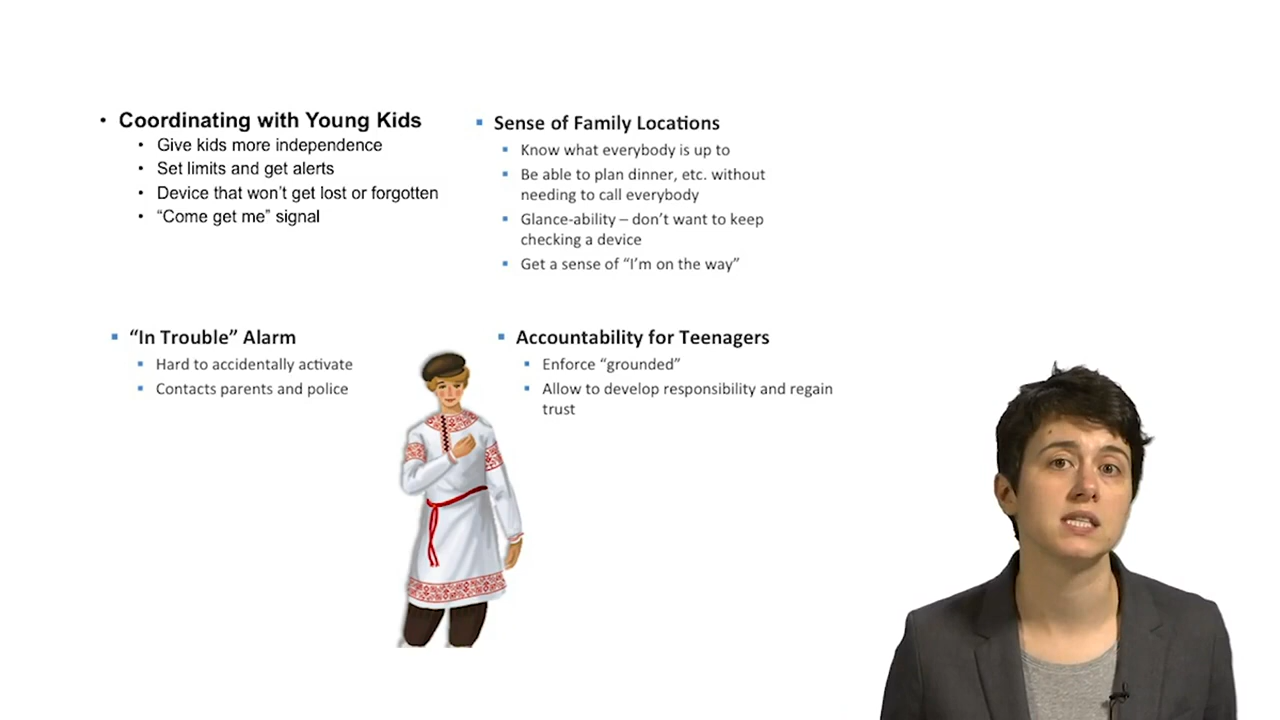 Coordinating with Young Kids
Give kids more independence
Set limits and get alerts
Device that won't get lost or forgotten
“Come get me” signal
Sense of Family Locations
Know what everybody is up to
Be able to plan dinner, etc. without
needing to call everybody
Glance-ability – don't want to keep
checking a device
Get a sense of “I'm on the way”
“In Trouble” Alarm
Hard to accidentally activate
Contacts parents and police
Accountability for Teenagers
Enforce “grounded”
Allow to develop responsibility and regain
trust